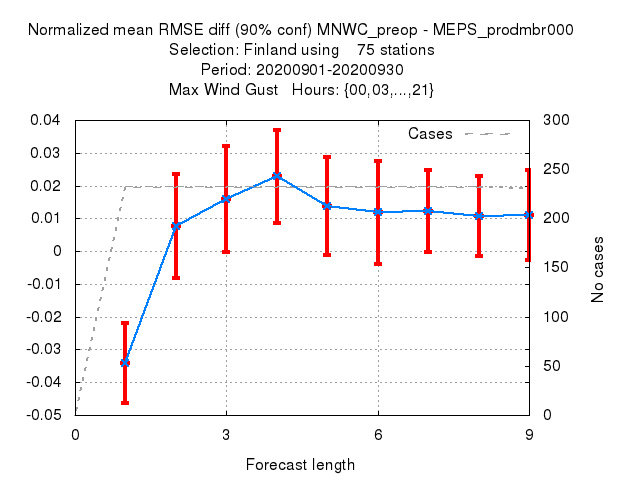 Normalized mean RMSE diff (90% conf) MNWC_preop - MEPS_prodmbr000
Selection: Finland using 75 stations
Period: 20200901-20200930
Max Wind Gust Hours: {00,03,...,21}
Cases
0.04
0.03
0.02
0.01
0
-0.01
-0.02
-0.03
-0.04
-0.05
300
250
200
150
100
50
0
No cases
0 3 6 9
Forecast length